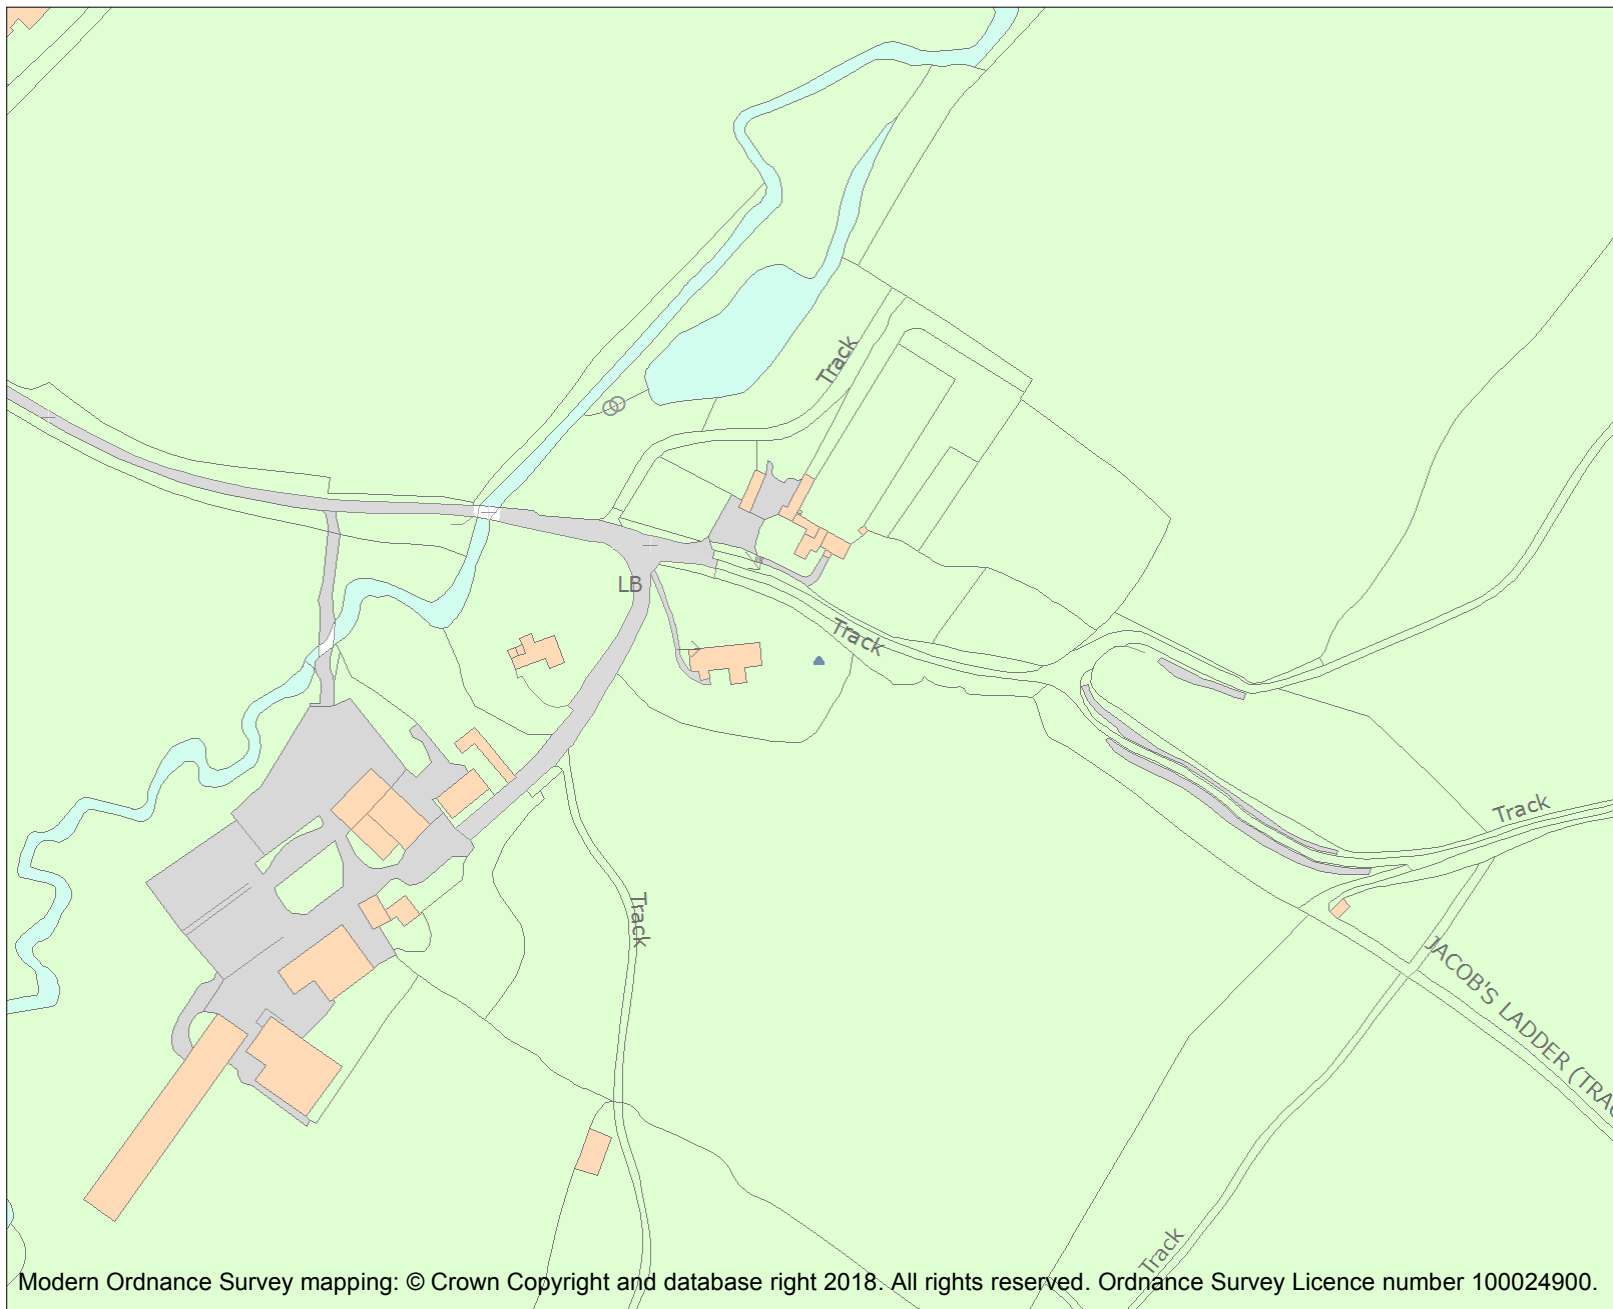 Track
LB
Track
Track
Track
JACOB'S LADDER (TRAC
Track
Modern Ordnance Survey mapping: © Crown Copyright and database right 2018. All rights reserved. Ordnance Survey Licence number 100024900.